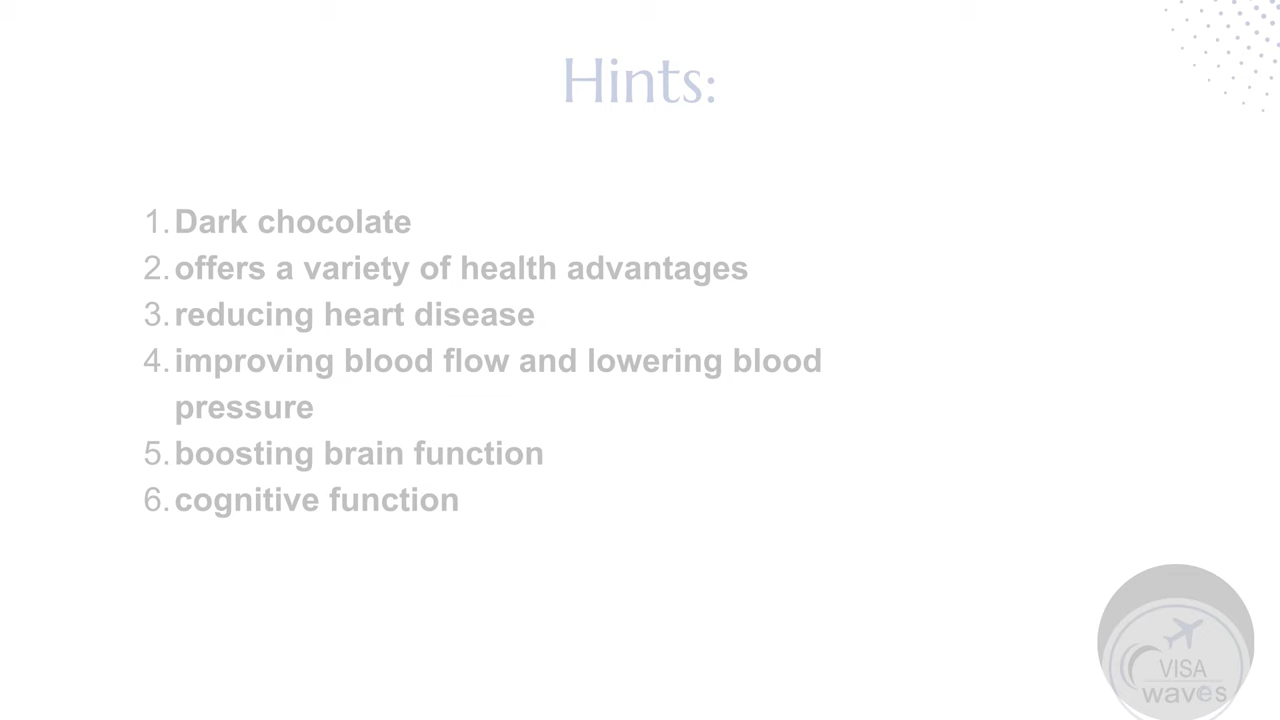 Hints:
1. Dark chocolate
2. offers a variety of health advantages
3. reducing heart disease
4. improving blood flow and lowering blood
pressure
5. boosting brain function
6. cognitive function
VISA
waves